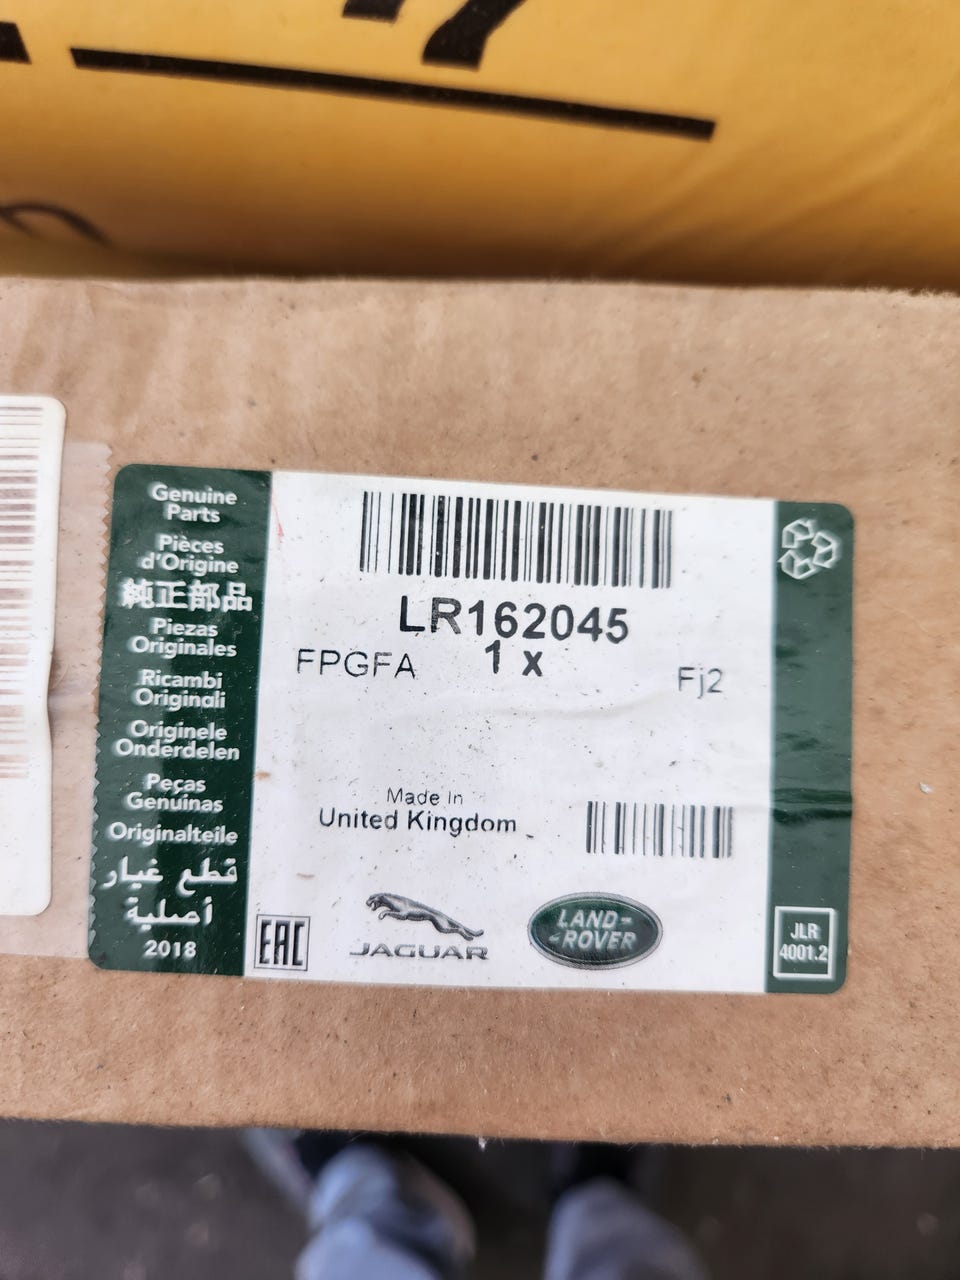 Genuine
Parts
Pièces
d'Origine
純正部品
Piezas
Originales
Ricambi
Originali
Originele
Onderdelen
Peças
Genuínas
Originalteile
قطع غيار
أصلية
2018
LR162045
1 x
FPGFA
Fj2
Made In
United Kingdom
EAC
JAGUAR
LAND-
ROVER
JLR
4001.2